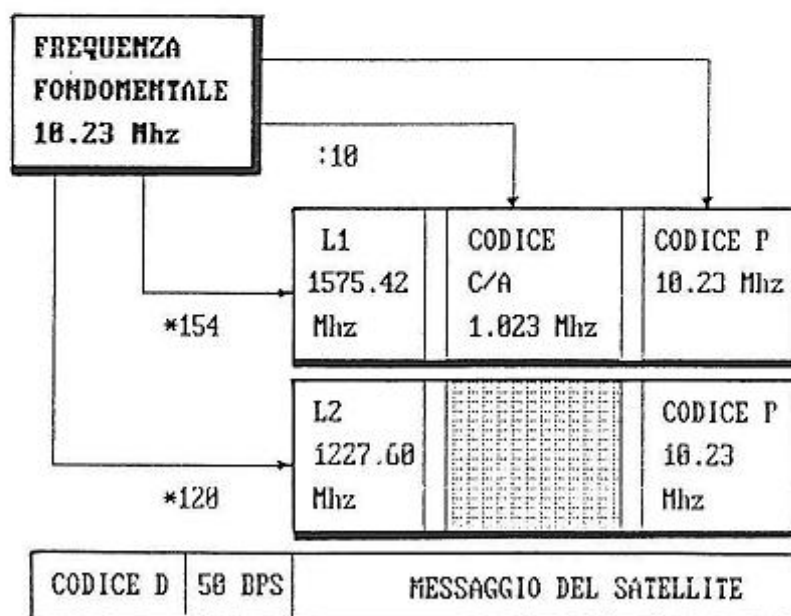 FREQUENZA
FONDOMENTALE
10.23 Mhz
:10
L1
1575.42
Mhz
CODICE
C/A
1.023 Mhz
CODICE P
10.23 Mhz
*154
L2
1227.60
Mhz
CODICE P
10.23
Mhz
*120
CODICE D
50 BPS
MESSAGGIO DEL SATELLITE